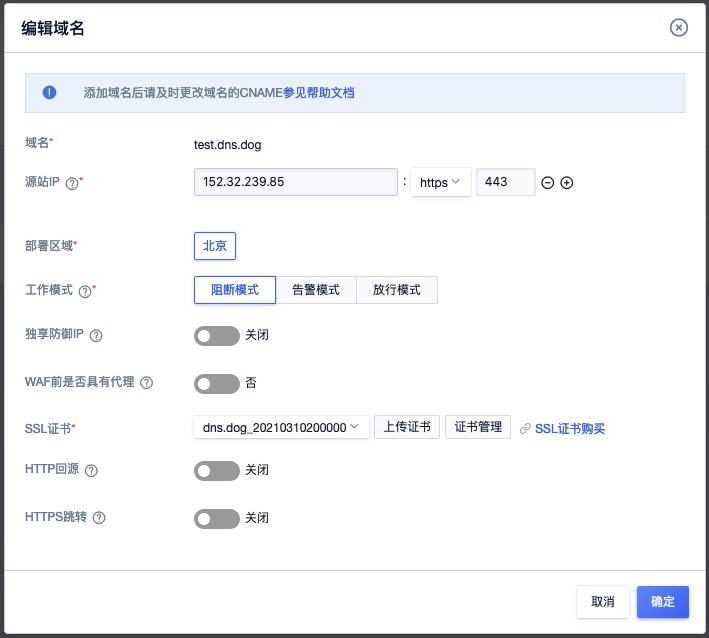 编辑域名
添加域名后请及时更改域名的CNAME参见帮助文档
域名* test.dns.dog
源站IP * 152.32.239.85 : https 443
部署区域* 北京
工作模式 * 阻断模式 告警模式 放行模式
独享防御IP 关闭
WAF前是否具有代理 否
SSL证书* dns.dog_20210310200000 上传证书 证书管理 SSL证书购买
HTTP回源 关闭
HTTPS跳转 关闭
取消 确定